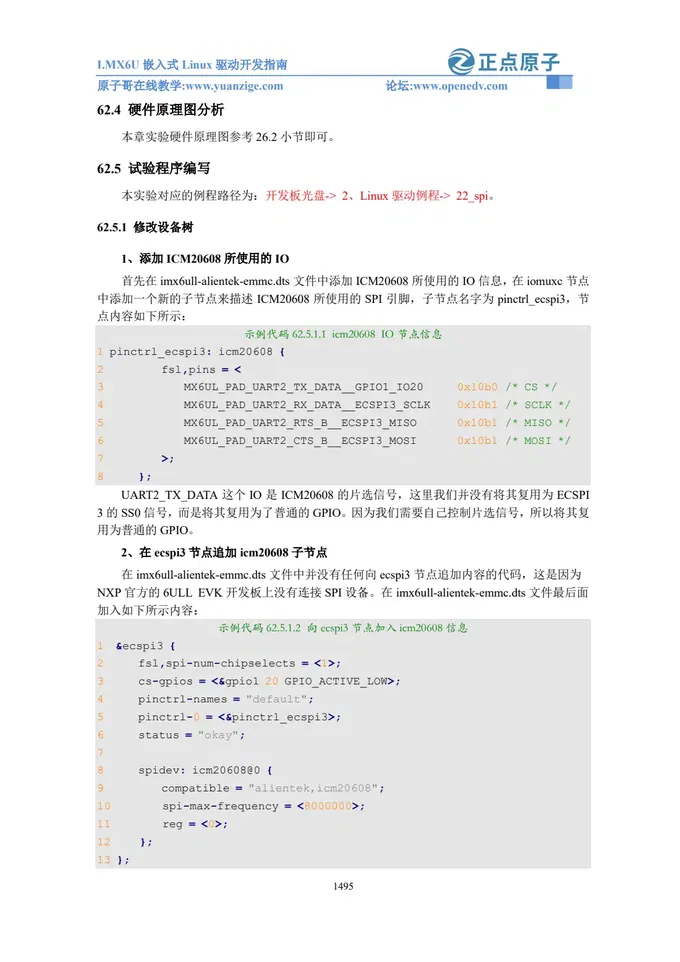 I.MX6U 嵌入式 Linux 驱动开发指南
正点原子
原子哥在线教学:www.yuanzige.com
论坛:www.openedv.com
62.4 硬件原理图分析
本章实验硬件原理图参考 26.2 小节即可。
62.5 试验程序编写
本实验对应的例程路径为：开发板光盘-> 2、Linux 驱动例程-> 22_spi。
62.5.1 修改设备树
1、添加 ICM20608 所使用的 IO
首先在 imx6ull-alientek-emmc.dts 文件中添加 ICM20608 所使用的 IO 信息，在 iomuxc 节点
中添加一个新的子节点来描述 ICM20608 所使用的 SPI 引脚，子节点名字为 pinctrl_ecspi3，节
点内容如下所示：
示例代码 62.5.1.1 icm20608 IO 节点信息
1 pinctrl_ecspi3: icm20608 {
2 fsl,pins = <
3 MX6UL_PAD_UART2_TX_DATA__GPIO1_IO20 0x10b0 /* CS */
4 MX6UL_PAD_UART2_RX_DATA__ECSPI3_SCLK 0x10b1 /* SCLK */
5 MX6UL_PAD_UART2_RTS_B__ECSPI3_MISO 0x10b1 /* MISO */
6 MX6UL_PAD_UART2_CTS_B__ECSPI3_MOSI 0x10b1 /* MOSI */
7 >;
8 };
UART2_TX_DATA 这个 IO 是 ICM20608 的片选信号，这里我们并没有将其复用为 ECSPI
3 的 SS0 信号，而是将其复用为了普通的 GPIO。因为我们需要自己控制片选信号，所以将其复
用为普通的 GPIO。
2、在 ecspi3 节点追加 icm20608 子节点
在 imx6ull-alientek-emmc.dts 文件中并没有任何向 ecspi3 节点追加内容的代码，这是因为
NXP 官方的 6ULL EVK 开发板上没有连接 SPI 设备。在 imx6ull-alientek-emmc.dts 文件最后面
加入如下所示内容：
示例代码 62.5.1.2 向 ecspi3 节点加入 icm20608 信息
1 &ecspi3 {
2 fsl,spi-num-chipselects = <1>;
3 cs-gpios = <&gpio1 20 GPIO_ACTIVE_LOW>;
4 pinctrl-names = "default";
5 pinctrl-0 = <&pinctrl_ecspi3>;
6 status = "okay";
7
8 spidev: icm20608@0 {
9 compatible = "alientek,icm20608";
10 spi-max-frequency = <8000000>;
11 reg = <0>;
12 };
13 };
1495